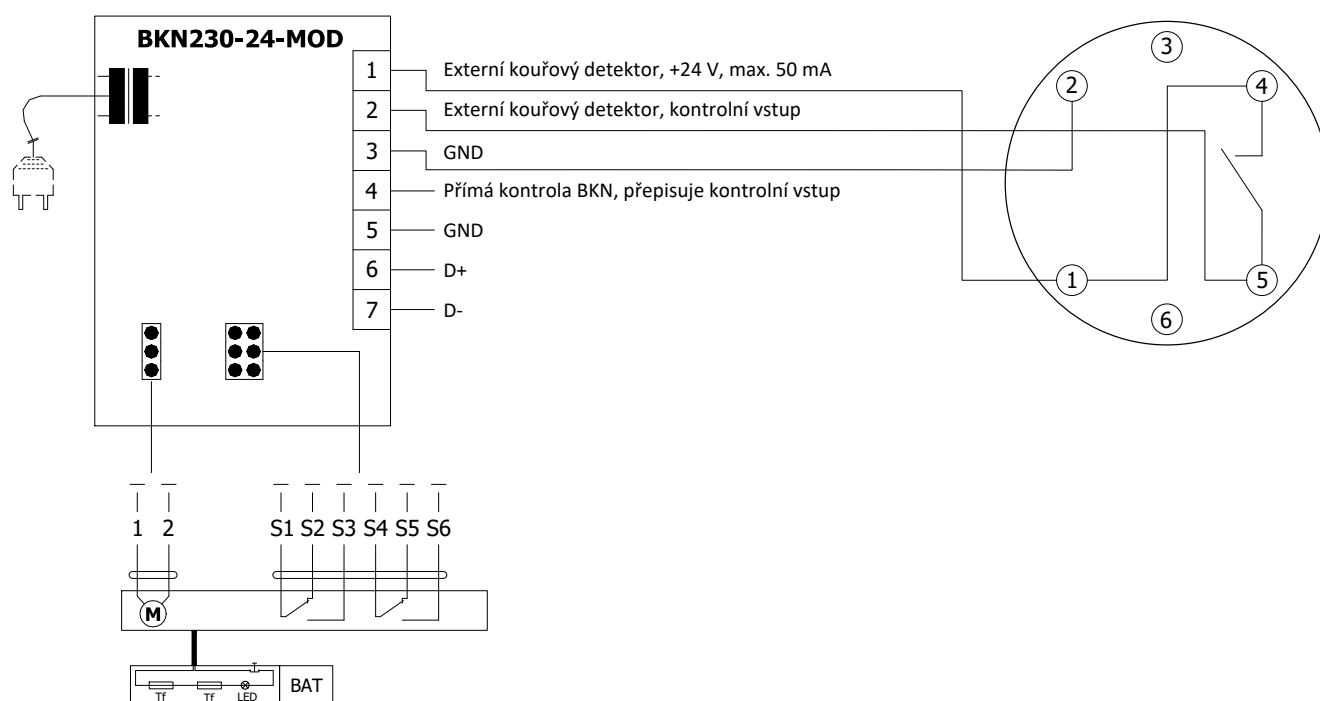 BKN230-24-MOD
1 Externí kouřový detektor, +24 V, max. 50 mA
2 Externí kouřový detektor, kontrolní vstup
3 GND
4 Přímá kontrola BKN, přepisuje kontrolní vstup
5 GND
6 D+
7 D-
3
2 4
1 5
6
1 2 S1 S2 S3 S4 S5 S6
M
Tf Tf LED BAT